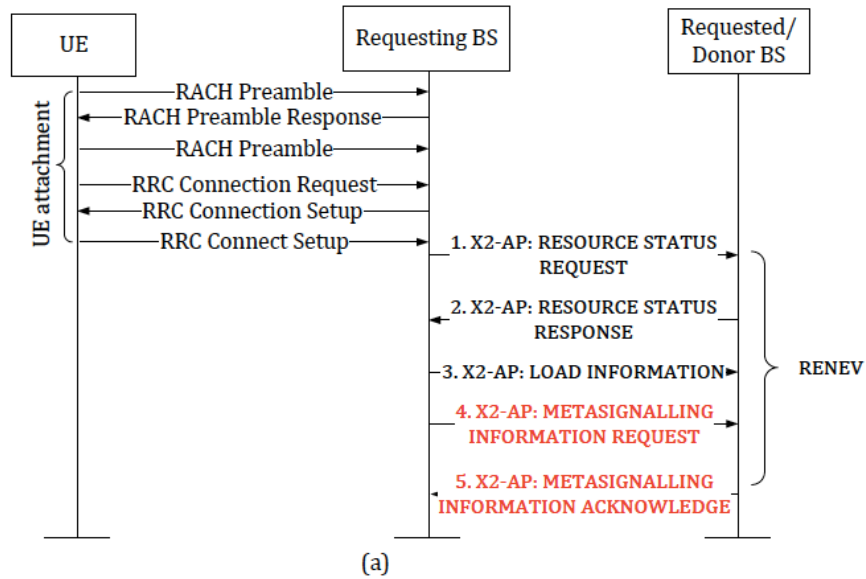 UE
Requesting BS
Requested/
Donor BS
RACH Preamble
RACH Preamble Response
RACH Preamble
RRC Connection Request
RRC Connection Setup
RRC Connect Setup
UE attachment
1. X2-AP: RESOURCE STATUS
REQUEST
2. X2-AP: RESOURCE STATUS
RESPONSE
3. X2-AP: LOAD INFORMATION
4. X2-AP: METASIGNALLING
INFORMATION REQUEST
5. X2-AP: METASIGNALLING
INFORMATION ACKNOWLEDGE
RENEV
(a)